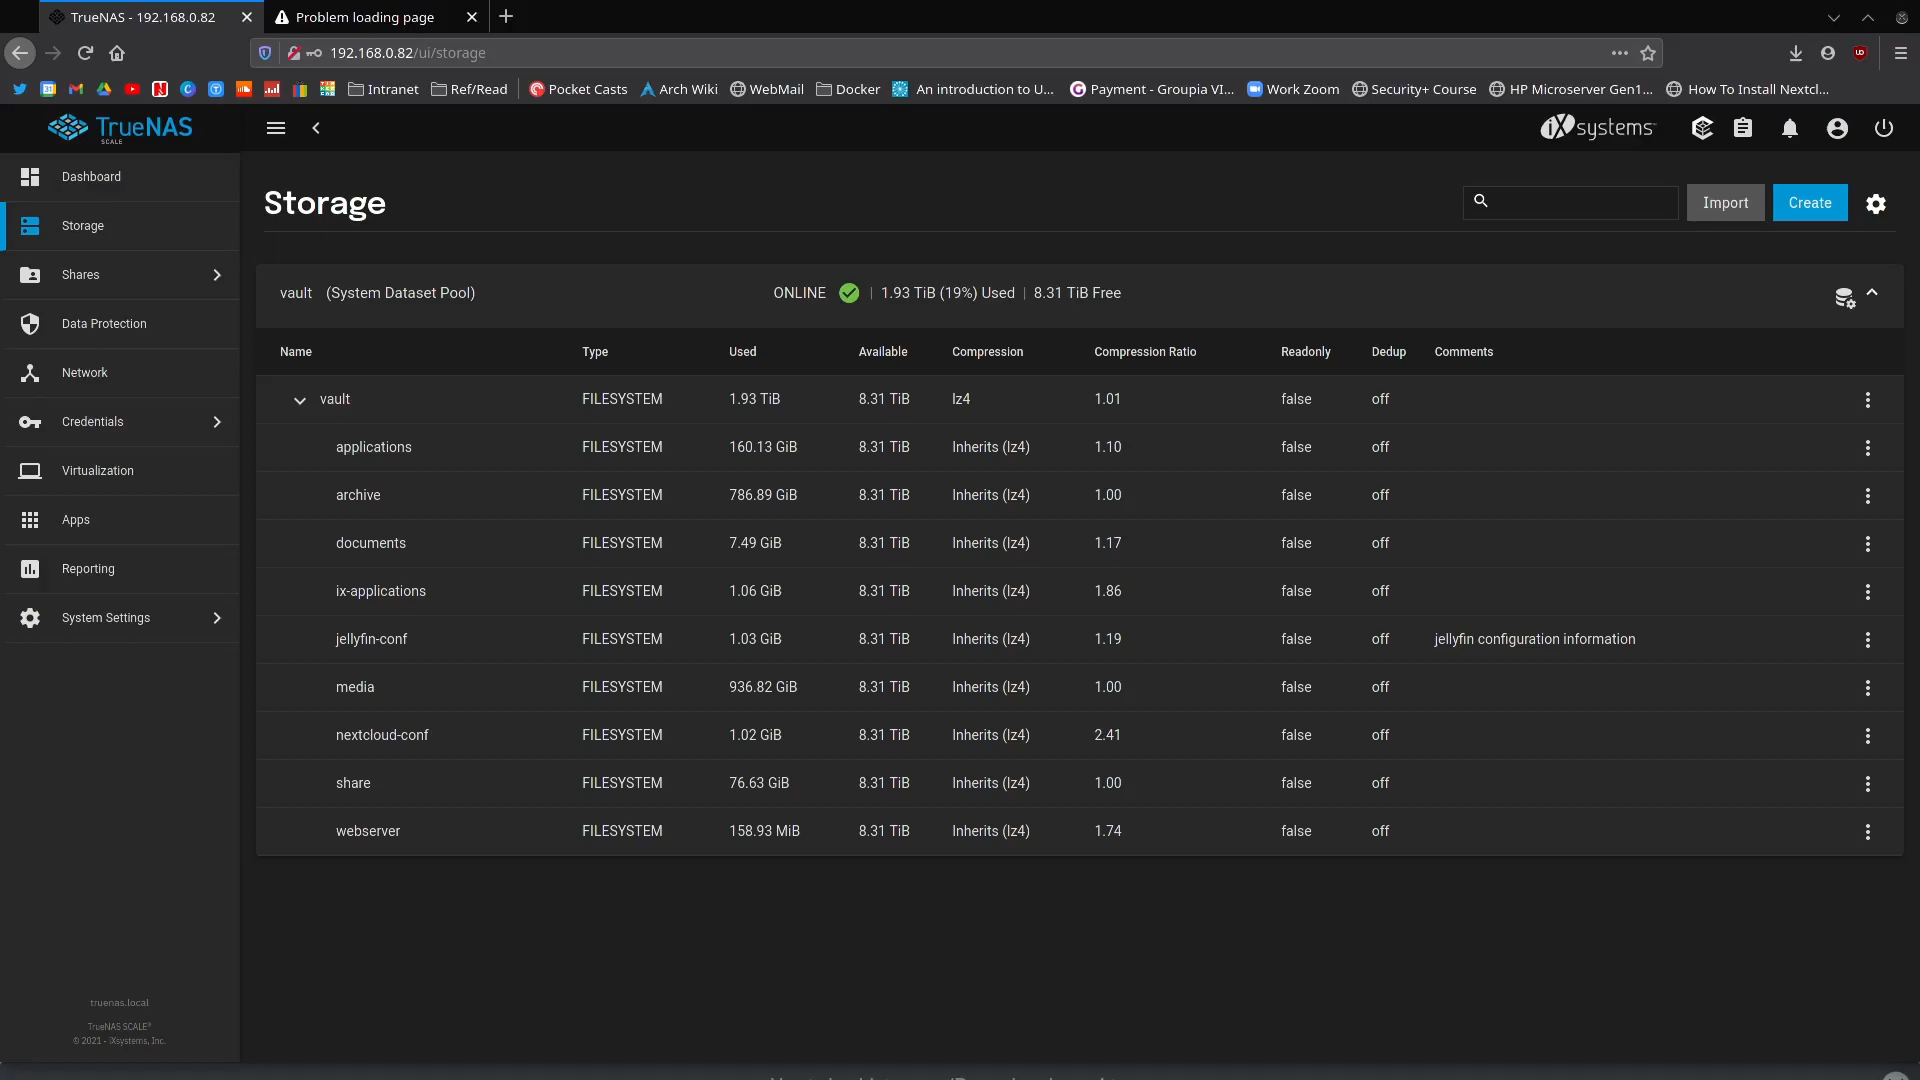 TrueNAS - 192.168.0.82
Problem loading page
192.168.0.82/ui/storage
Intranet
Ref/Read
Pocket Casts
Arch Wiki
WebMail
Docker
An introduction to U...
Payment - Groupia VI...
Work Zoom
Security+ Course
HP Microserver Gen1...
How To Install Nextcl...
TrueNAS
SCALE
iXsystems
Dashboard
Storage
Shares
Data Protection
Network
Credentials
Virtualization
Apps
Reporting
System Settings
truenas.local
TrueNAS SCALE®
© 2021 - iXsystems, Inc.
Storage
Import
Create
vault (System Dataset Pool) ONLINE | 1.93 TiB (19%) Used | 8.31 TiB Free
Name Type Used Available Compression Compression Ratio Readonly Dedup Comments
vault FILESYSTEM 1.93 TiB 8.31 TiB lz4 1.01 false off
applications FILESYSTEM 160.13 GiB 8.31 TiB Inherits (lz4) 1.10 false off
archive FILESYSTEM 786.89 GiB 8.31 TiB Inherits (lz4) 1.00 false off
documents FILESYSTEM 7.49 GiB 8.31 TiB Inherits (lz4) 1.17 false off
ix-applications FILESYSTEM 1.06 GiB 8.31 TiB Inherits (lz4) 1.86 false off
jellyfin-conf FILESYSTEM 1.03 GiB 8.31 TiB Inherits (lz4) 1.19 false off jellyfin configuration information
media FILESYSTEM 936.82 GiB 8.31 TiB Inherits (lz4) 1.00 false off
nextcloud-conf FILESYSTEM 1.02 GiB 8.31 TiB Inherits (lz4) 2.41 false off
share FILESYSTEM 76.63 GiB 8.31 TiB Inherits (lz4) 1.00 false off
webserver FILESYSTEM 158.93 MiB 8.31 TiB Inherits (lz4) 1.74 false off